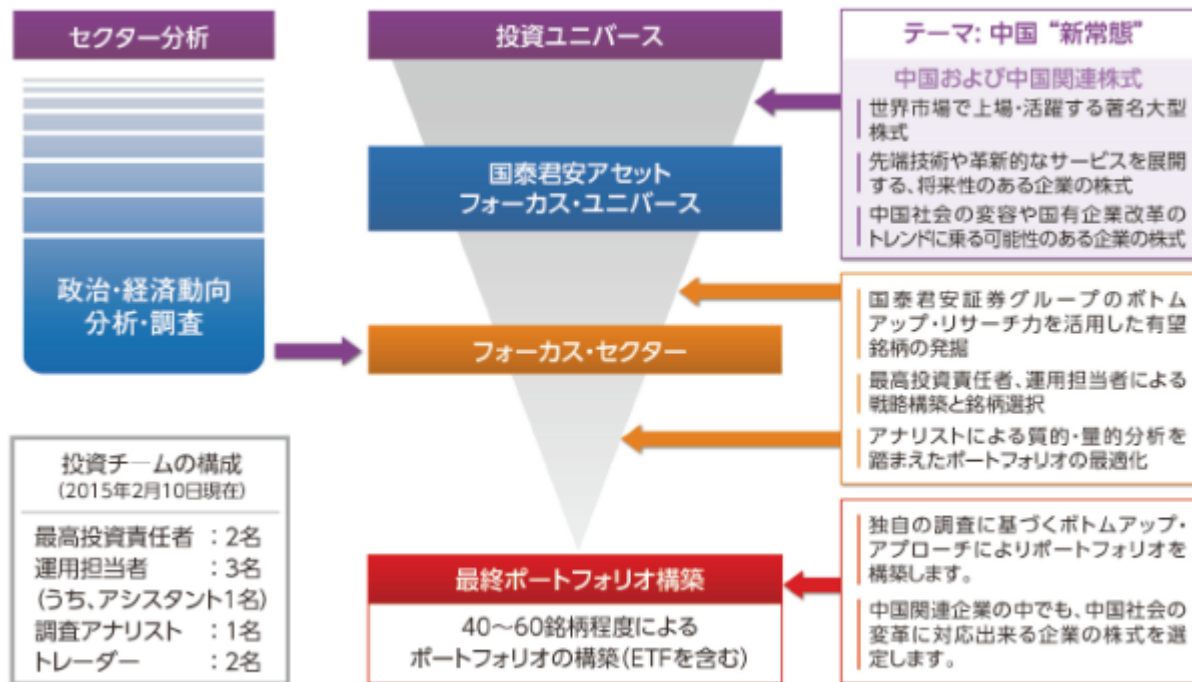 セクター分析
政治・経済動向
分析・調査
投資チームの構成
(2015年2月10日現在)
最高投資責任者 :2名
運用担当者 :3名
(うち、アシスタント1名)
調査アナリスト :1名
トレーダー :2名
投資ユニバース
国泰君安アセット
フォーカス・ユニバース
フォーカス・セクター
最終ポートフォリオ構築
40~60銘柄程度による
ポートフォリオの構築(ETFを含む)
テーマ: 中国 “新常態”
中国および中国関連株式
世界市場で上場・活躍する著名大型
株式
先端技術や革新的なサービスを展開
する、将来性のある企業の株式
中国社会の変容や国有企業改革の
トレンドに乗る可能性のある企業の株式
国泰君安証券グループのボトム
アップ・リサーチ力を活用した有望
銘柄の発掘
最高投資責任者、運用担当者による
戦略構築と銘柄選択
アナリストによる質的・量的分析を
踏まえたポートフォリオの最適化
独自の調査に基づくボトムアップ・
アプローチによりポートフォリオを
構築します。
中国関連企業の中でも、中国社会の
変革に対応出来る企業の株式を選
定します。